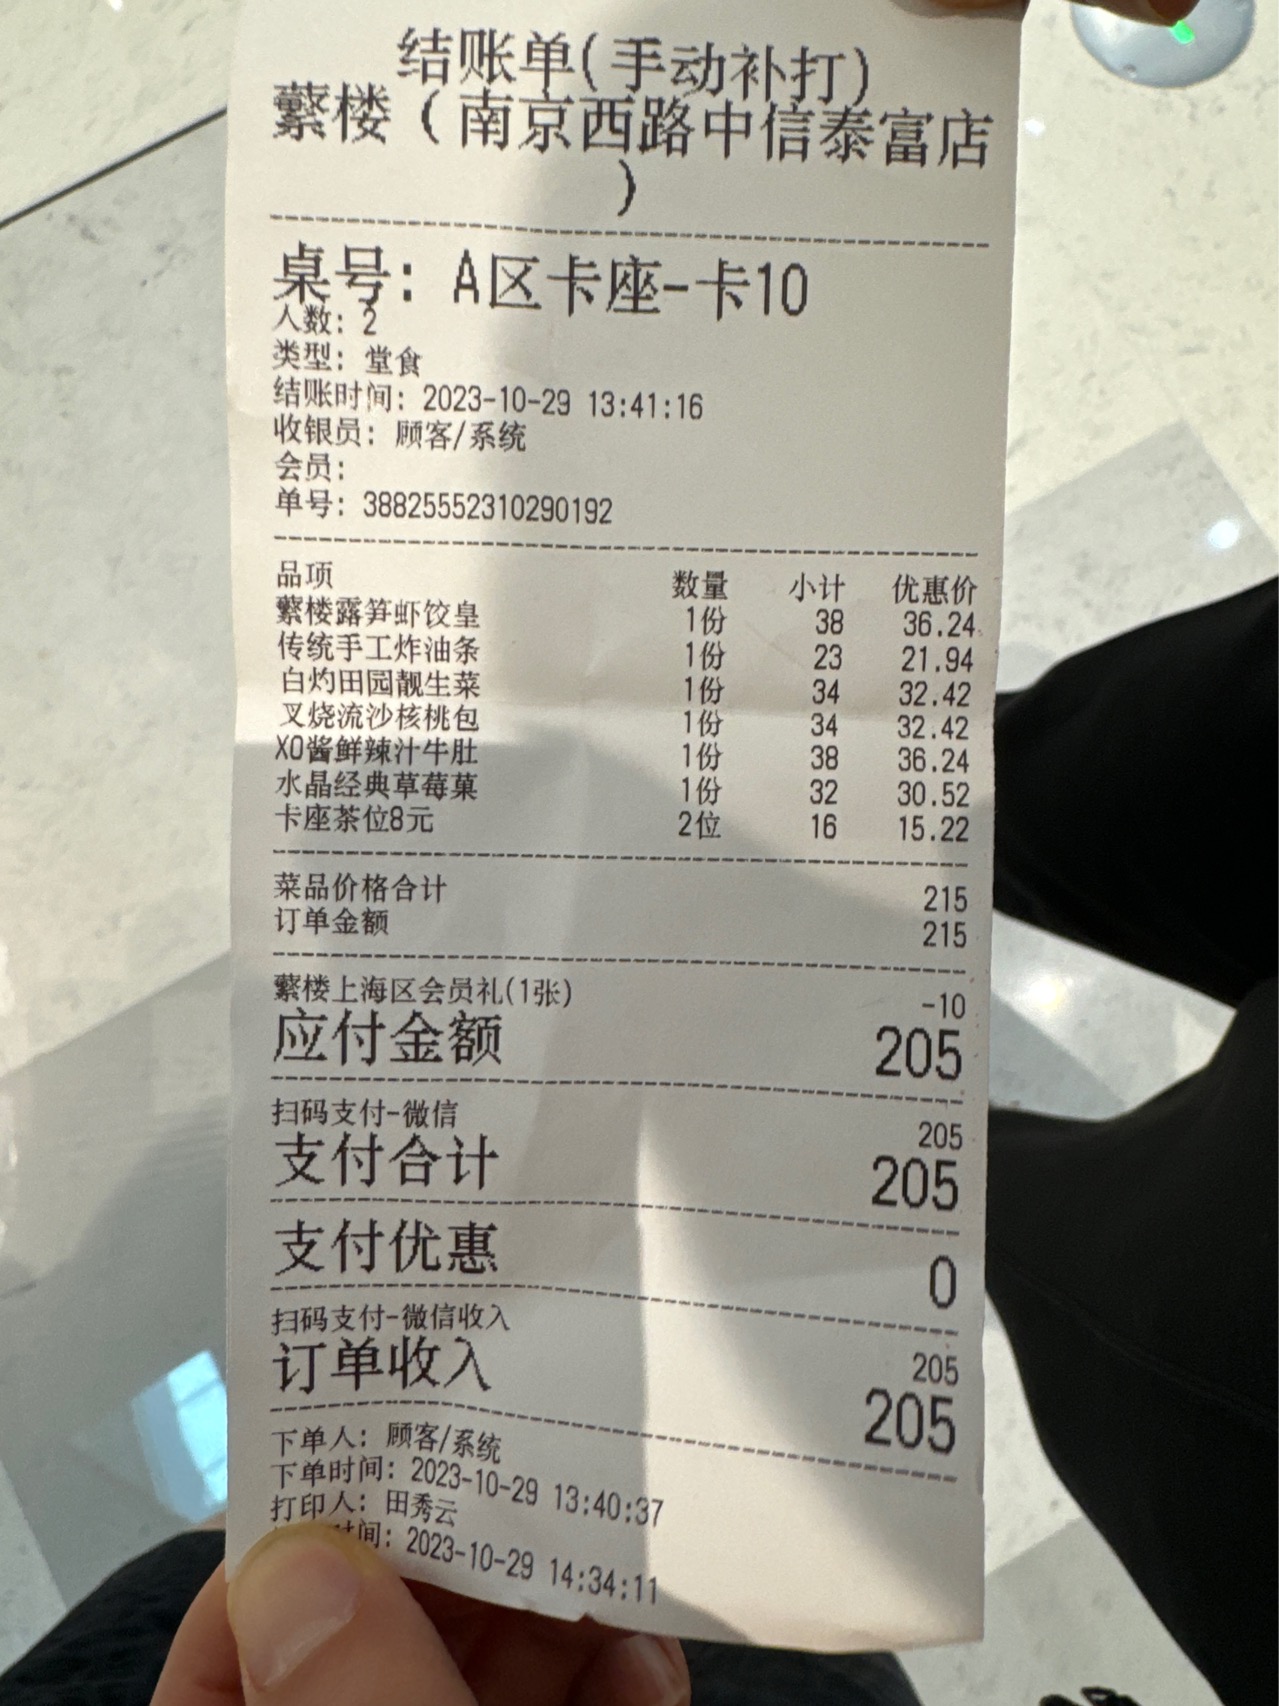 结账单(手动补打)
蘩楼（南京西路中信泰富店
）
桌号: A区卡座-卡10
人数: 2
类型: 堂食
结账时间: 2023-10-29 13:41:16
收银员: 顾客/系统
会员:
单号: 38825552310290192
品项 数量 小计 优惠价
蘩楼露笋虾饺皇 1份 38 36.24
传统手工炸油条 1份 23 21.94
白灼田园靓生菜 1份 34 32.42
叉烧流沙核桃包 1份 34 32.42
XO酱鲜辣汁牛肚 1份 38 36.24
水晶经典草莓菓 1份 32 30.52
卡座茶位8元 2位 16 15.22
菜品价格合计 215
订单金额 215
蘩楼上海区会员礼(1张) -10
应付金额 205
扫码支付-微信 205
支付合计 205
支付优惠 0
扫码支付-微信收入 205
订单收入 205
下单人: 顾客/系统
下单时间: 2023-10-29 13:40:37
打印人: 田秀云
时间: 2023-10-29 14:34:11